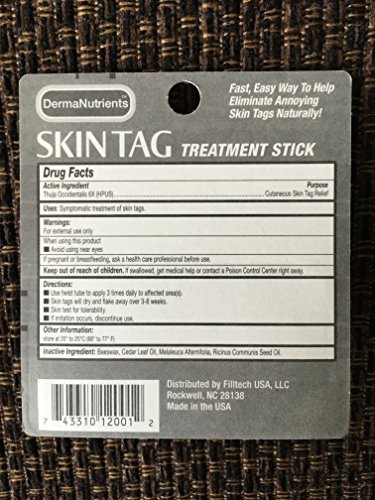 DermaNutrients™
Fast, Easy Way To Help
Eliminate Annoying
Skin Tags Naturally!
SKIN TAG TREATMENT STICK
Drug Facts
Active Ingredient Purpose
Thuja Occidentalis 6X (HPUS) Cutaneous Skin Tag Relief
Uses: Symptomatic treatment of skin tags.
Warnings:
For external use only
When using this product
■ Avoid using near eyes
If pregnant or breastfeeding, ask a health care professional before use.
Keep out of reach of children. If swallowed, get medical help or contact a Poison Control Center right away.
Directions:
■ Use twist tube to apply 3 times daily to affected area(s).
■ Skin tags will dry and flake away over 3-8 weeks.
■ Skin test for tolerability.
■ If irritation occurs, discontinue use.
Other Information:
store at 20° to 25°C (68° to 77° F)
Inactive Ingredient: Beeswax, Cedar Leaf Oil, Melaleuca Alternifolia, Ricinus Communis Seed Oil.
Distributed by Filltech USA, LLC
Rockwell, NC 28138
Made in the USA
7 43310 12001 2